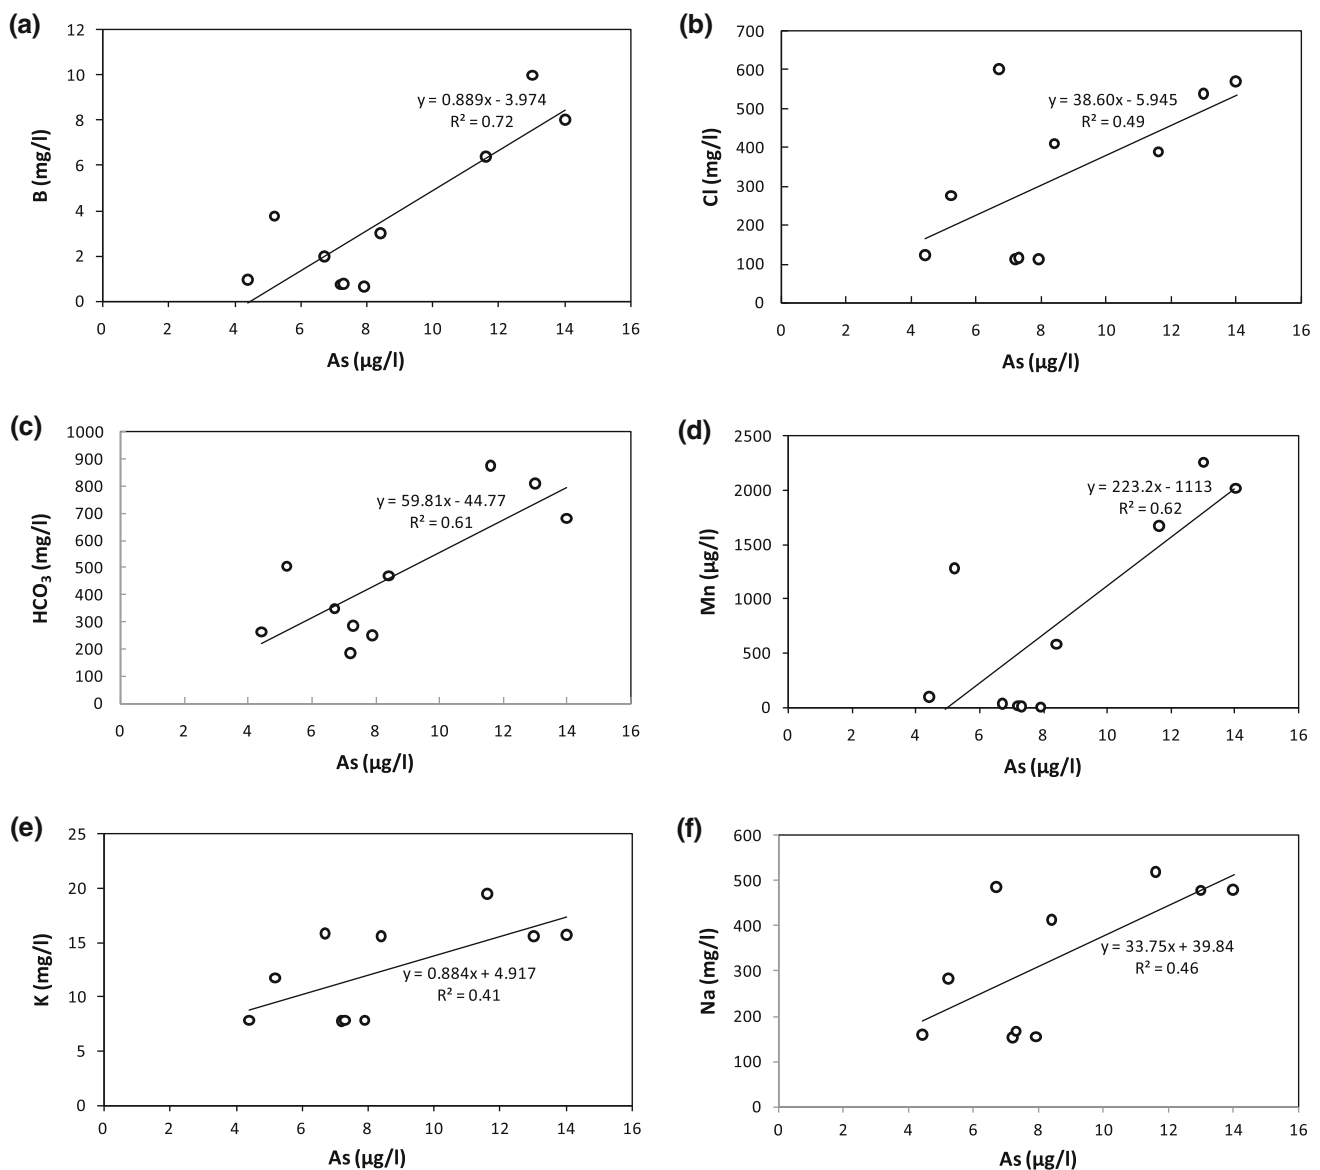 (a)
12
10
8
6
4
2
0
B (mg/l)
y = 0.889x - 3.974
R² = 0.72
0 2 4 6 8 10 12 14 16
As (µg/l)
(b)
700
600
500
400
300
200
100
0
Cl (mg/l)
y = 38.60x - 5.945
R² = 0.49
0 2 4 6 8 10 12 14 16
As (µg/l)
(c)
1000
900
800
700
600
500
400
300
200
100
0
HCO₃ (mg/l)
y = 59.81x - 44.77
R² = 0.61
0 2 4 6 8 10 12 14 16
As (µg/l)
(d)
2500
2000
1500
1000
500
0
Mn (µg/l)
y = 223.2x - 1113
R² = 0.62
0 2 4 6 8 10 12 14 16
As (µg/l)
(e)
25
20
15
10
5
0
K (mg/l)
y = 0.884x + 4.917
R² = 0.41
0 2 4 6 8 10 12 14 16
As (µg/l)
(f)
600
500
400
300
200
100
0
Na (mg/l)
y = 33.75x + 39.84
R² = 0.46
0 2 4 6 8 10 12 14 16
As (µg/l)